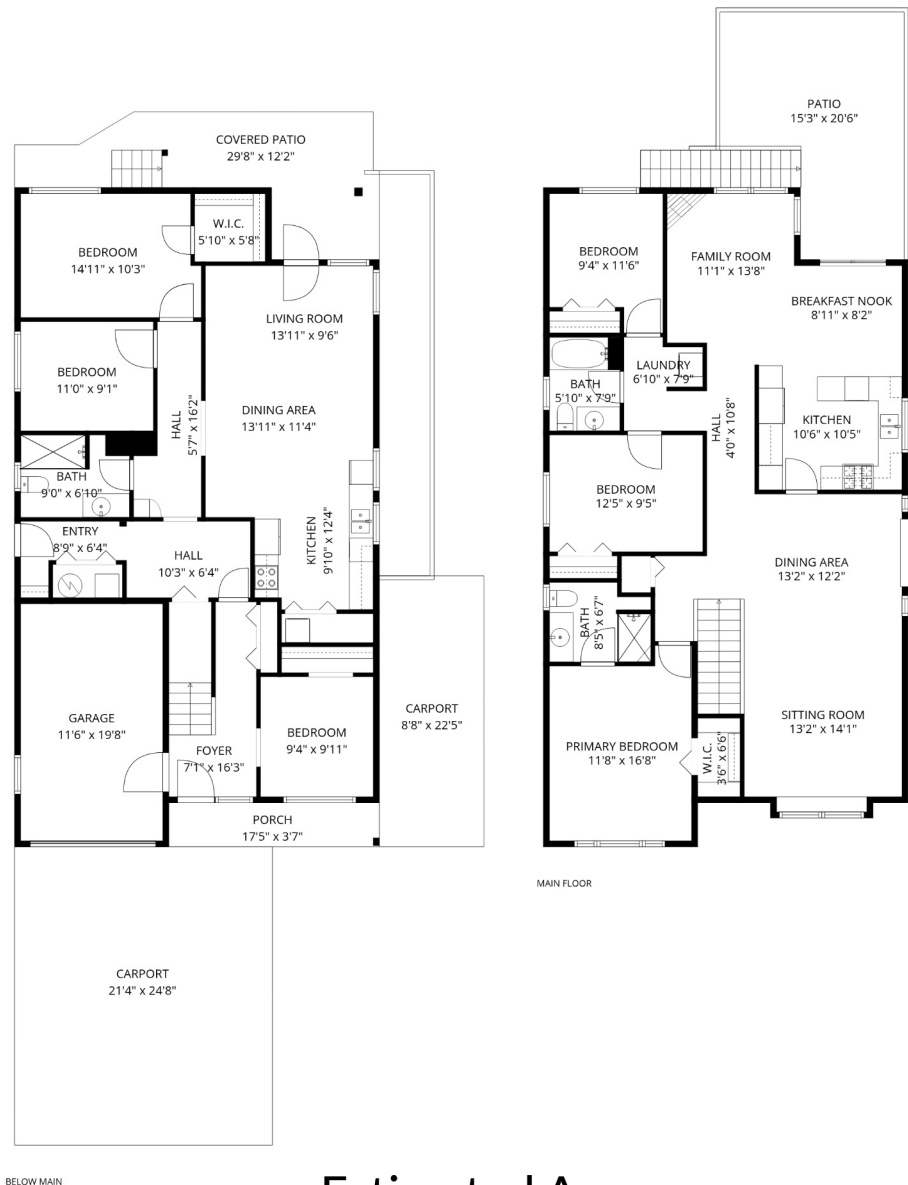 COVERED PATIO
29'8" x 12'2"
W.I.C.
5'10" x 5'8"
BEDROOM
14'11" x 10'3"
LIVING ROOM
13'11" x 9'6"
BEDROOM
11'0" x 9'1"
HALL
5'7" x 16'2"
DINING AREA
13'11" x 11'4"
BATH
9'0" x 6'10"
ENTRY
8'9" x 6'4"
HALL
10'3" x 6'4"
KITCHEN
9'10" x 12'4"
GARAGE
11'6" x 19'8"
FOYER
7'1" x 16'3"
BEDROOM
9'4" x 9'11"
CARPORT
8'8" x 22'5"
PORCH
17'5" x 3'7"
CARPORT
21'4" x 24'8"
BELOW MAIN
PATIO
15'3" x 20'6"
BEDROOM
9'4" x 11'6"
FAMILY ROOM
11'1" x 13'8"
BREAKFAST NOOK
8'11" x 8'2"
LAUNDRY
6'10" x 7'9"
BATH
5'10" x 7'9"
HALL
4'0" x 10'8"
KITCHEN
10'6" x 10'5"
BEDROOM
12'5" x 9'5"
DINING AREA
13'2" x 12'2"
BATH
8'5" x 6'7"
SITTING ROOM
13'2" x 14'1"
PRIMARY BEDROOM
11'8" x 16'8"
W.I.C.
3'6" x 6'6"
MAIN FLOOR
Estimated A